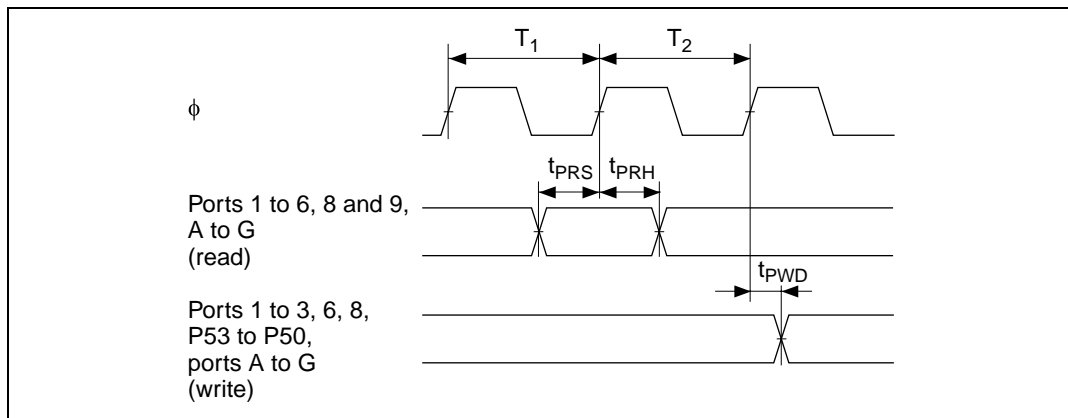 T1 T2
ϕ
tPRS tPRH
Ports 1 to 6, 8 and 9,
A to G
(read)
tPWD
Ports 1 to 3, 6, 8,
P53 to P50,
ports A to G
(write)